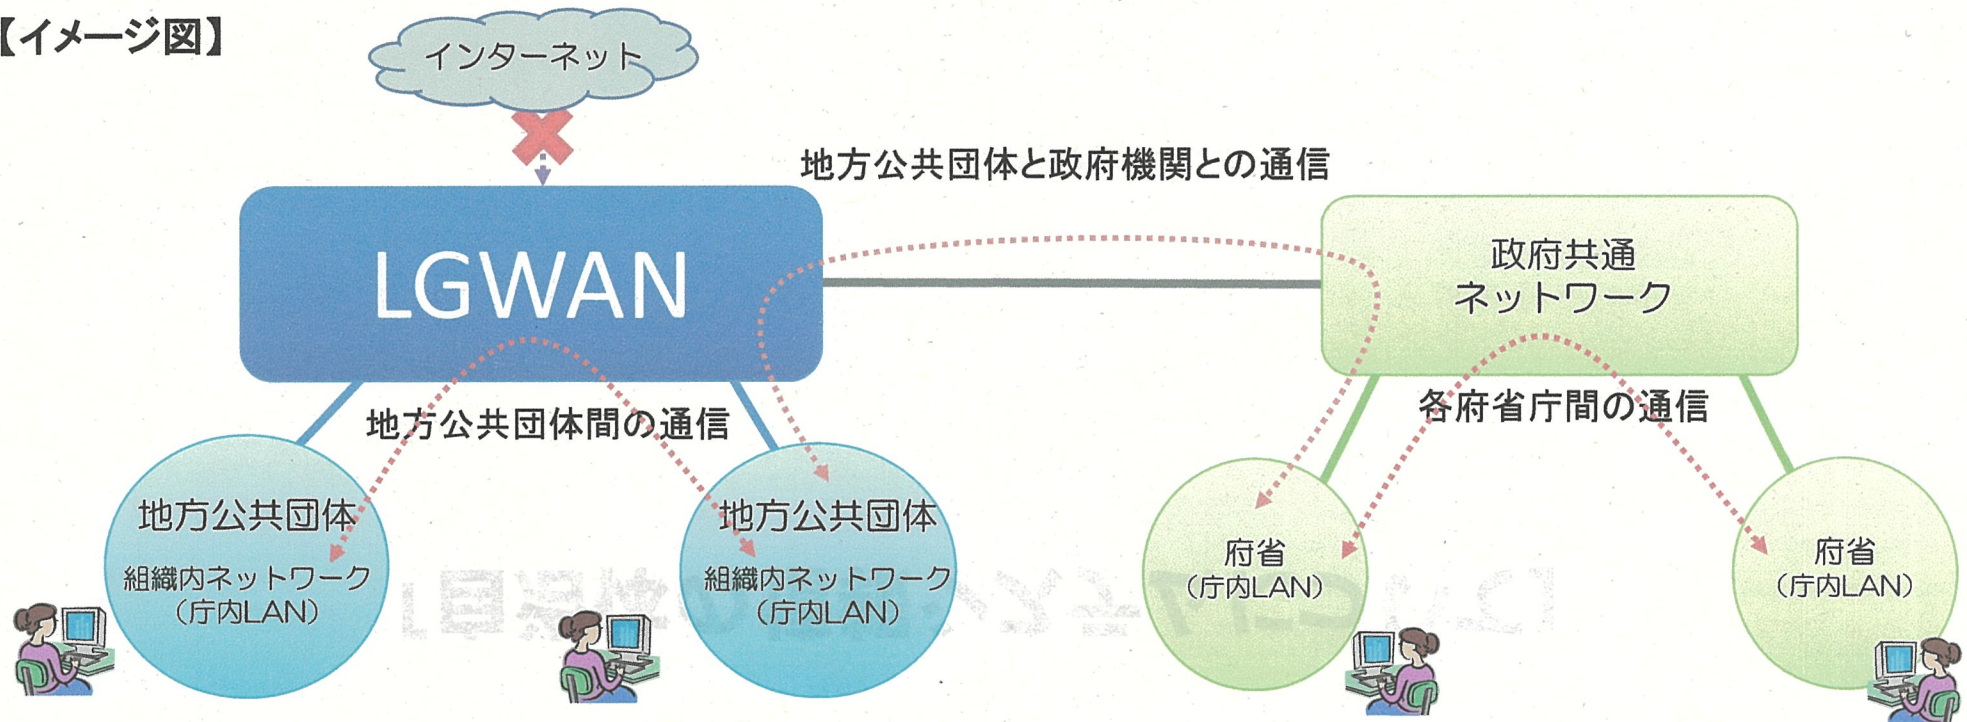 【イメージ図】
インターネット
地方公共団体と政府機関との通信
LGWAN
政府共通
ネットワーク
地方公共団体間の通信
各府省庁間の通信
地方公共団体
組織内ネットワーク
(庁内LAN)
地方公共団体
組織内ネットワーク
(庁内LAN)
府省
(庁内LAN)
府省
(庁内LAN)